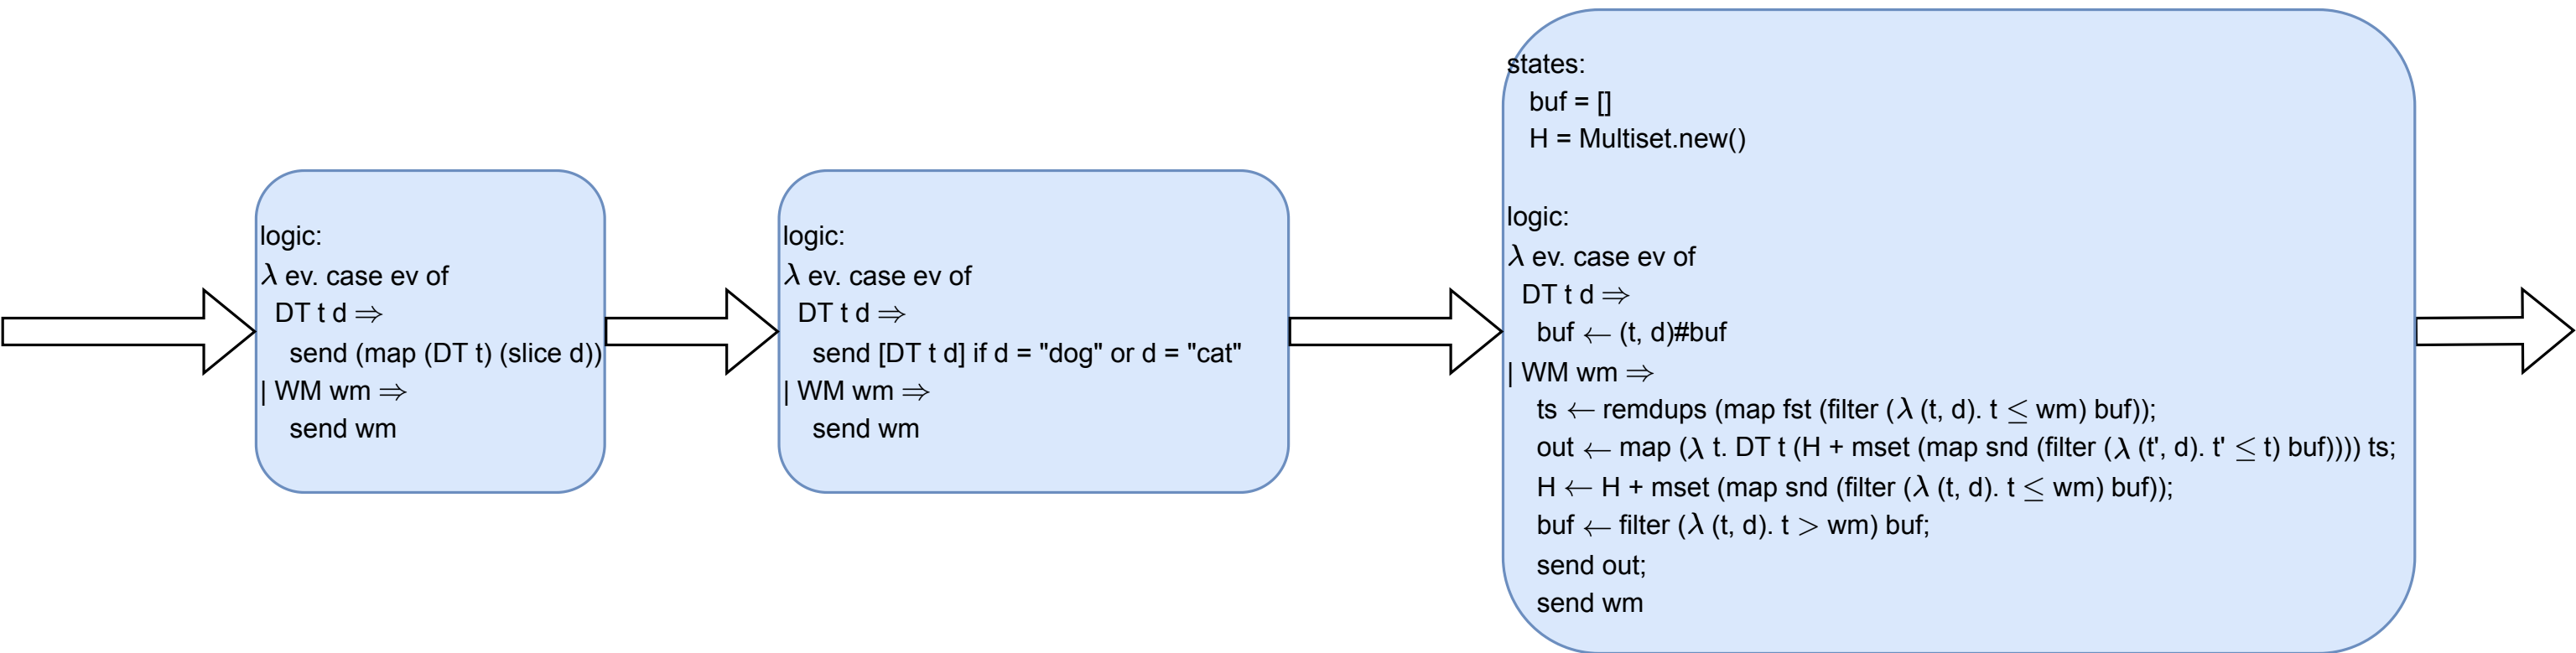 logic:
λ ev. case ev of
DT t d ⇒
send (map (DT t) (slice d))
| WM wm ⇒
send wm
logic:
λ ev. case ev of
DT t d ⇒
send [DT t d] if d = "dog" or d = "cat"
| WM wm ⇒
send wm
states:
buf = []
H = Multiset.new()
logic:
λ ev. case ev of
DT t d ⇒
buf ← (t, d)#buf
| WM wm ⇒
ts ← remdups (map fst (filter (λ (t, d). t ≤ wm) buf));
out ← map (λ t. DT t (H + mset (map snd (filter (λ (t', d). t' ≤ t) buf)))) ts;
H ← H + mset (map snd (filter (λ (t, d). t ≤ wm) buf));
buf ← filter (λ (t, d). t > wm) buf;
send out;
send wm